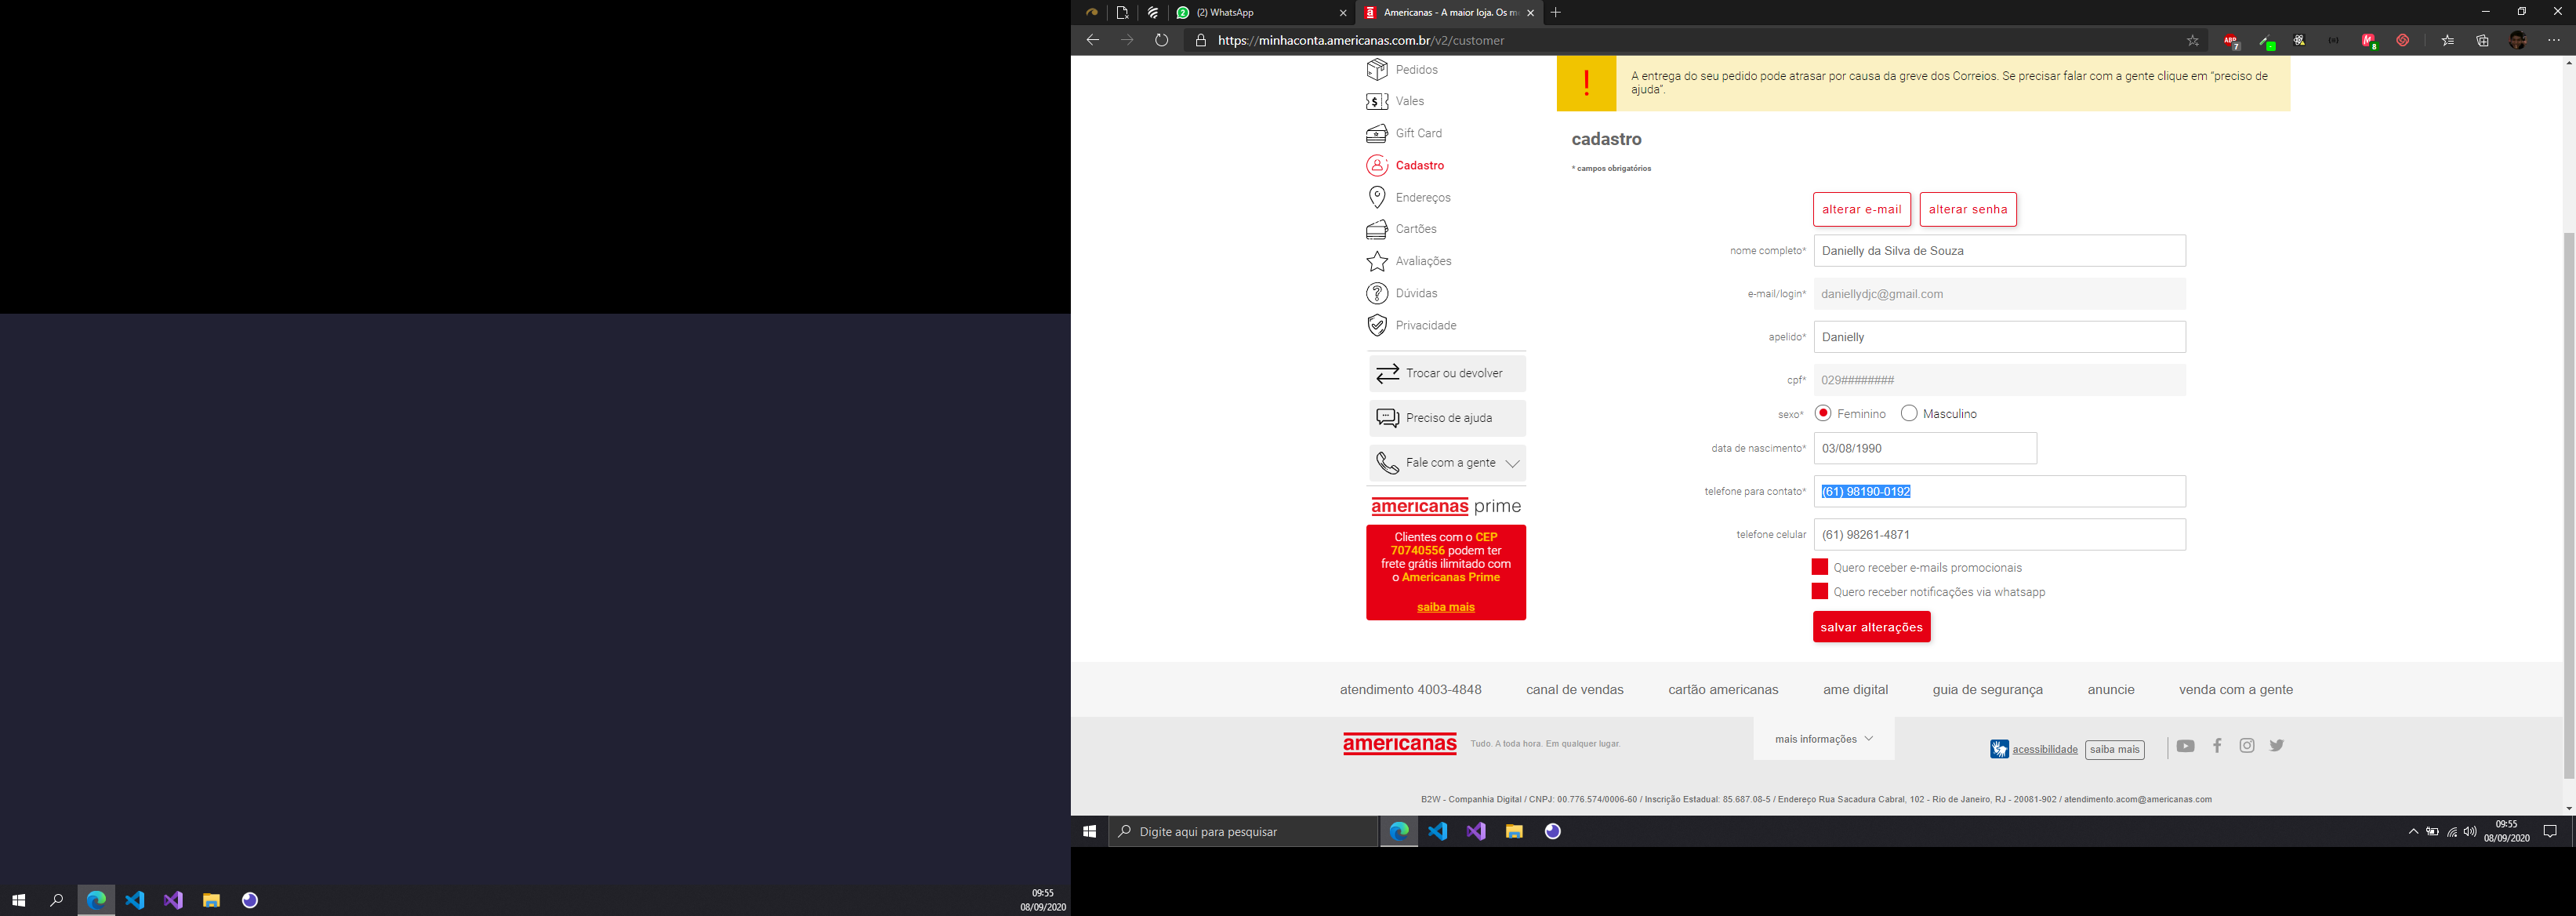 (2) WhatsApp
Americanas - A maior loja. Os me
https://minhaconta.americanas.com.br/v2/customer
ABP
7
8
Pedidos
Vales
Gift Card
Cadastro
Endereços
Cartões
Avaliações
Dúvidas
Privacidade
Trocar ou devolver
Preciso de ajuda
Fale com a gente
americanas prime
Clientes com o CEP
70740556 podem ter
frete grátis ilimitado com
o Americanas Prime
saiba mais
A entrega do seu pedido pode atrasar por causa da greve dos Correios. Se precisar falar com a gente clique em “preciso de
ajuda”.
cadastro
* campos obrigatórios
alterar e-mail
alterar senha
nome completo* Danielly da Silva de Souza
e-mail/login* daniellydjc@gmail.com
apelido* Danielly
cpf* 029########
sexo* Feminino Masculino
data de nascimento* 03/08/1990
telefone para contato* (61) 98190-0192
telefone celular (61) 98261-4871
Quero receber e-mails promocionais
Quero receber notificações via whatsapp
salvar alterações
atendimento 4003-4848 canal de vendas cartão americanas ame digital guia de segurança anuncie venda com a gente
americanas Tudo. A toda hora. Em qualquer lugar.
mais informações
acessibilidade saiba mais
B2W - Companhia Digital / CNPJ: 00.776.574/0006-60 / Inscrição Estadual: 85.687.08-5 / Endereço Rua Sacadura Cabral, 102 - Rio de Janeiro, RJ - 20081-902 / atendimento.acom@americanas.com
Digite aqui para pesquisar
09:55
08/09/2020
09:55
08/09/2020